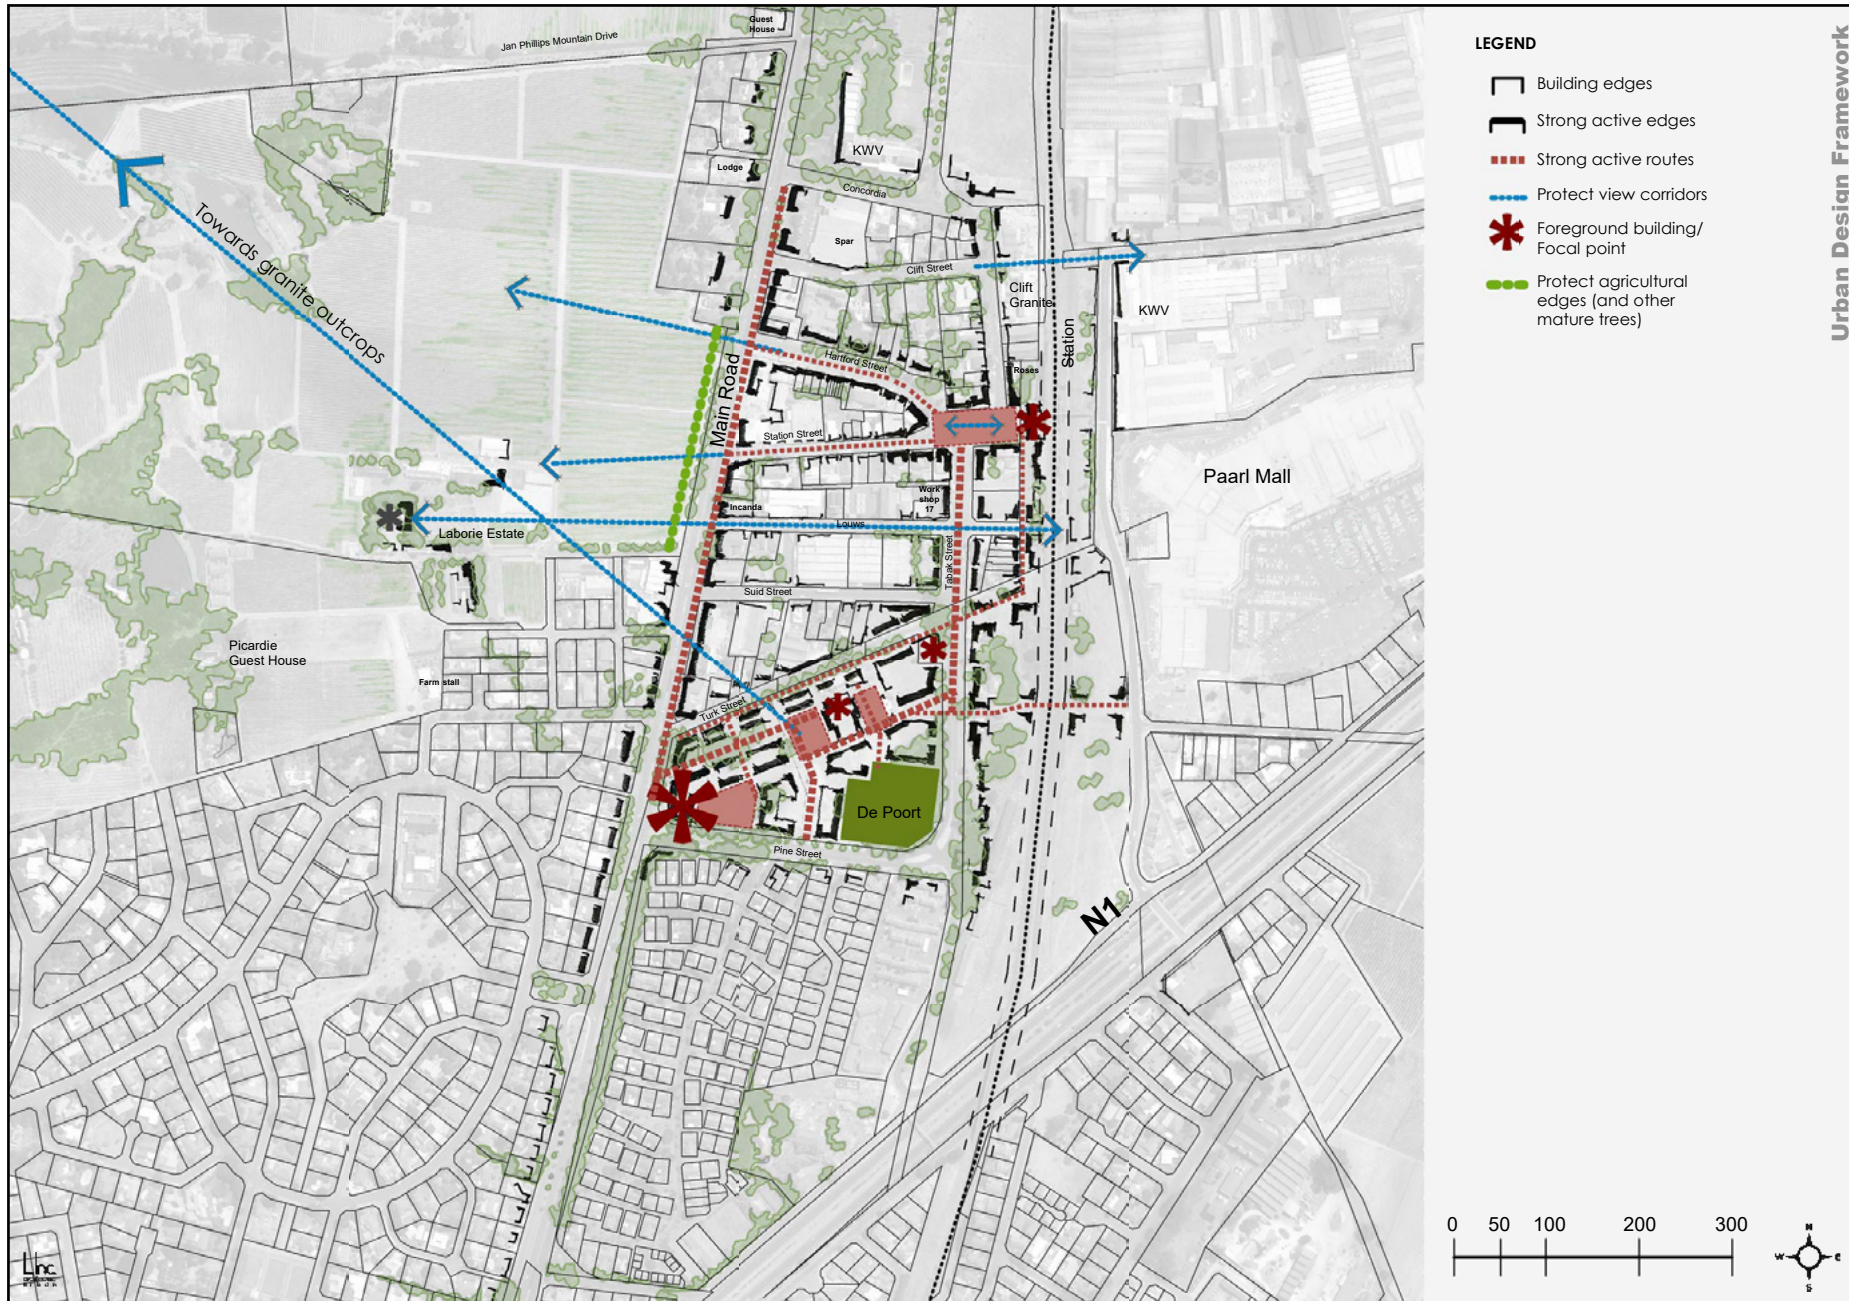 Urban Design Framework
LEGEND
Building edges
Strong active edges
Strong active routes
Protect view corridors
Foreground building/
Focal point
Protect agricultural
edges (and other
mature trees)
Guest
House
Jan Phillips Mountain Drive
KWV
Lodge
Concordia
Spar
Towards granite outcrops
Clift Street
Clift
Granite
KWV
Station
Main Road
Hartford Street
Roses
Station Street
Paarl Mall
Work
shop
17
Incanda
Louws
Laborie Estate
Tabak Street
Suid Street
Picardie
Guest House
Farm stall
Turk Street
De Poort
Pine Street
N1
0 50 100 200 300
N
W
S
Linc